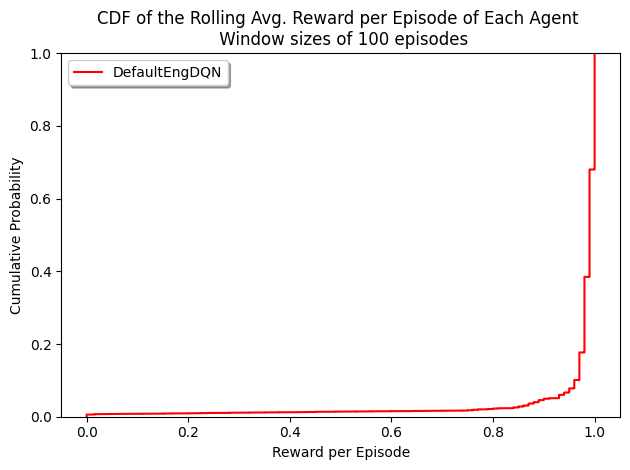 CDF of the Rolling Avg. Reward per Episode of Each Agent
Window sizes of 100 episodes
DefaultEngDQN
Cumulative Probability
1.0
0.8
0.6
0.4
0.2
0.0
0.0 0.2 0.4 0.6 0.8 1.0
Reward per Episode